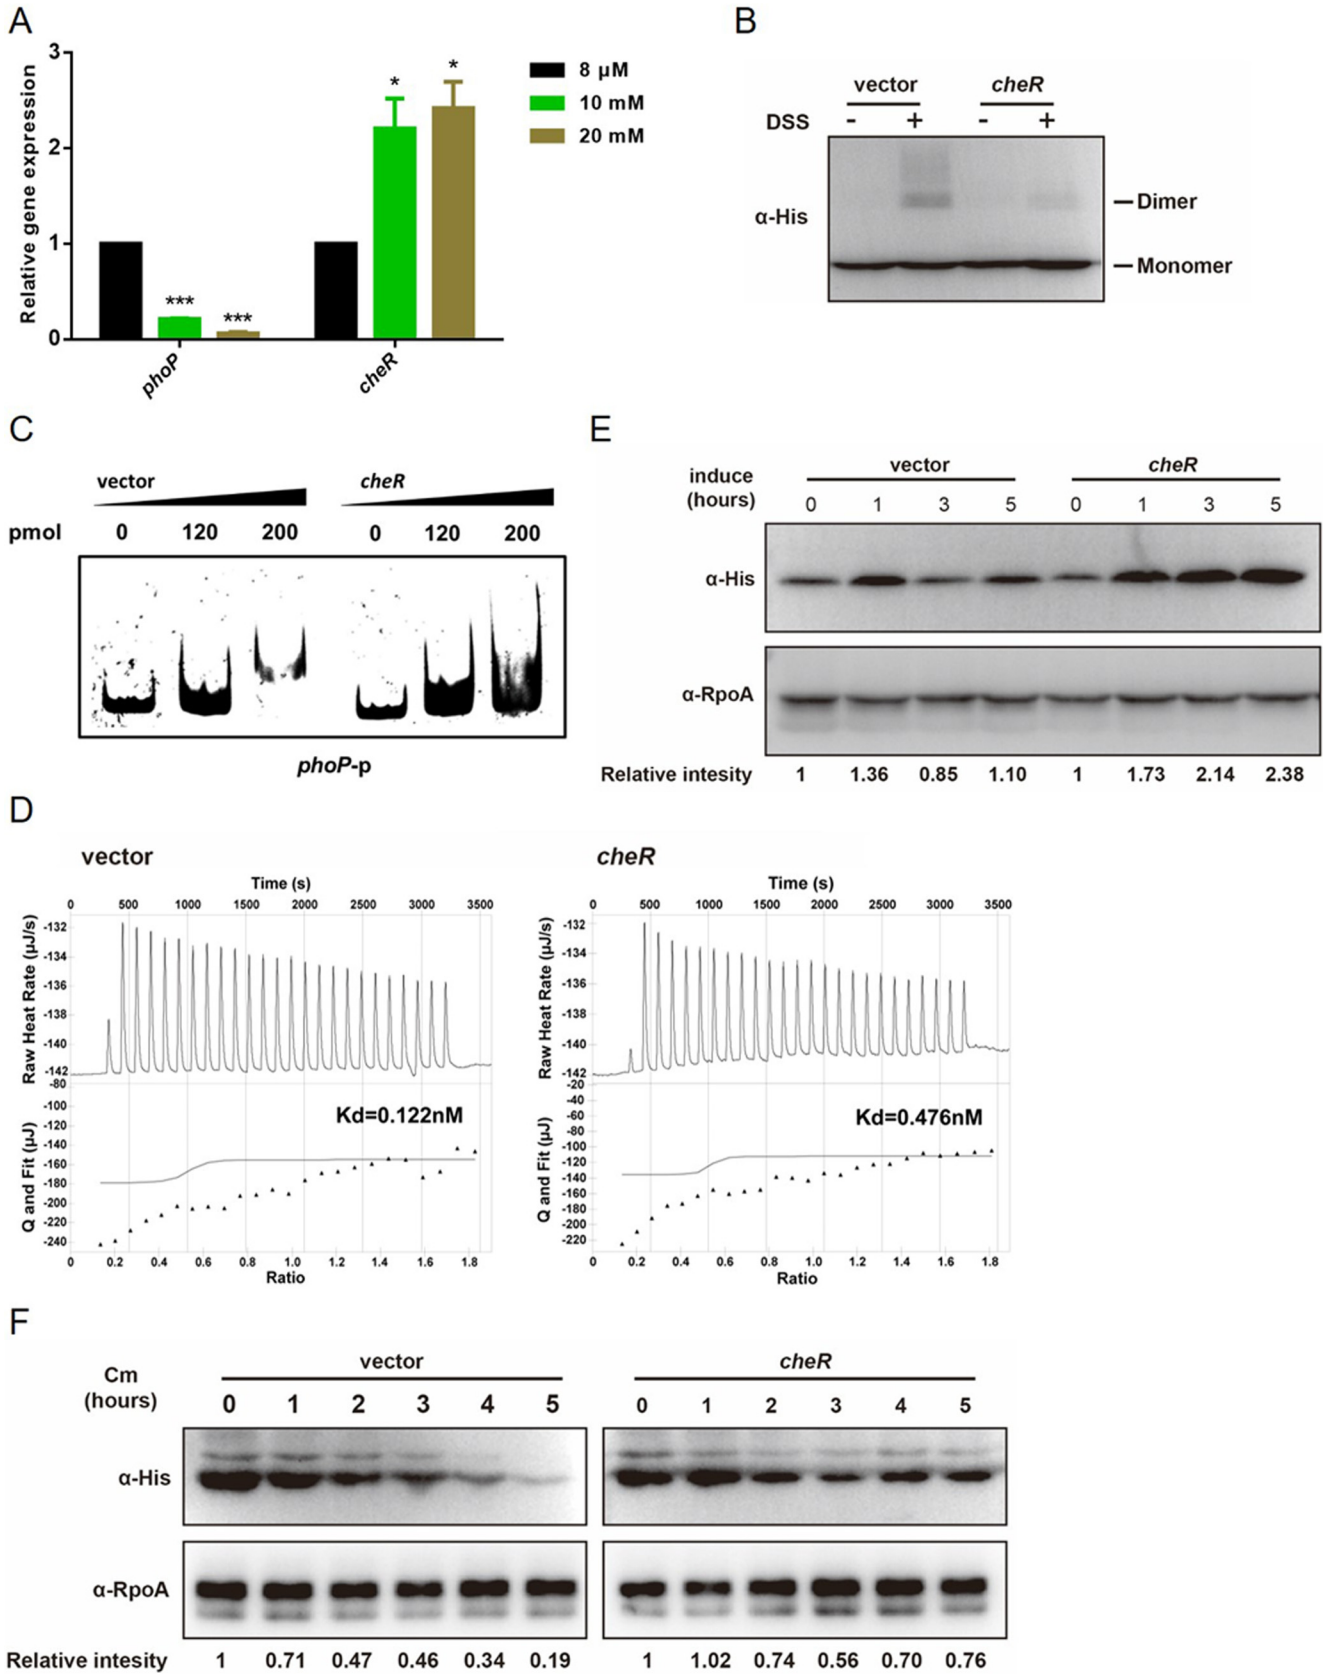 A
Relative gene expression
3
2
1
0
*** *** * *
phoP cheR
8 μM
10 mM
20 mM
B
vector cheR
DSS - + - +
α-His
Dimer
Monomer
C
vector cheR
pmol 0 120 200 0 120 200
phoP-p
E
induce (hours)
vector cheR
0 1 3 5 0 1 3 5
α-His
α-RpoA
Relative intesity 1 1.36 0.85 1.10 1 1.73 2.14 2.38
D
vector
Time (s)
0 500 1000 1500 2000 2500 3000 3500
Raw Heat Rate (μJ/s)
-132
-134
-136
-138
-140
-142
-80
-100
-120
-140
-160
-180
-200
-220
-240
Q and Fit (μJ)
Kd=0.122nM
0 0.2 0.4 0.6 0.8 1.0 1.2 1.4 1.6 1.8
Ratio
cheR
Time (s)
0 500 1000 1500 2000 2500 3000 3500
Raw Heat Rate (μJ/s)
-132
-134
-136
-138
-140
-142
-20
-40
-60
-80
-100
-120
-140
-160
-180
-200
-220
Q and Fit (μJ)
Kd=0.476nM
0 0.2 0.4 0.6 0.8 1.0 1.2 1.4 1.6 1.8
Ratio
F
Cm (hours)
vector cheR
0 1 2 3 4 5 0 1 2 3 4 5
α-His
α-RpoA
Relative intesity 1 0.71 0.47 0.46 0.34 0.19 1 1.02 0.74 0.56 0.70 0.76